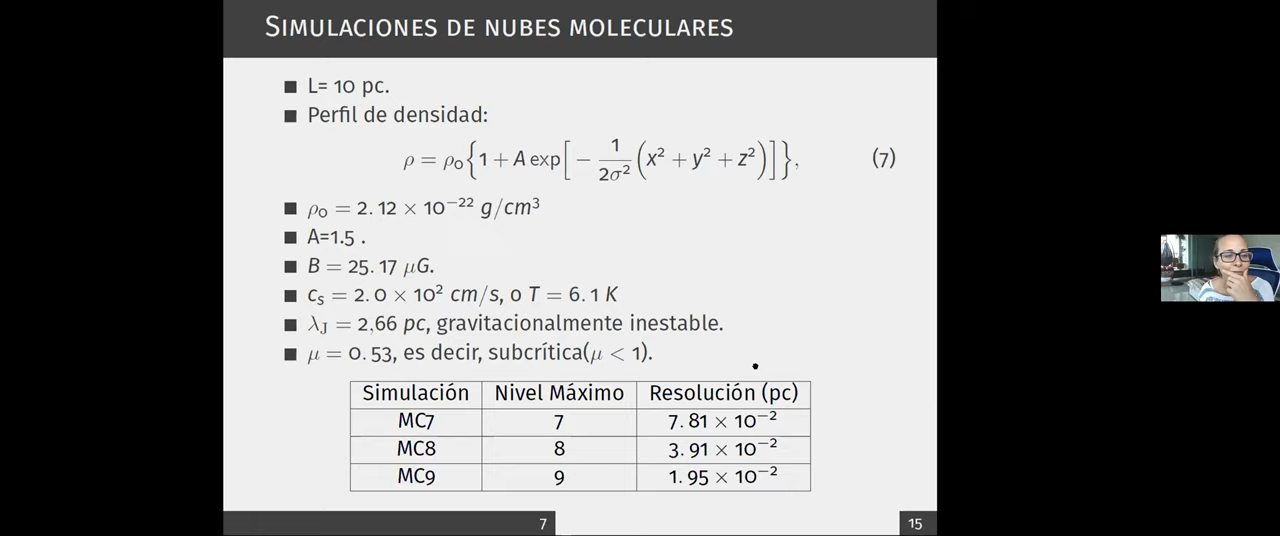 SIMULACIONES DE NUBES MOLECULARES
■ L= 10 pc.
■ Perfil de densidad:
ρ = ρ₀{1 + A exp[ − 1/2σ² (x² + y² + z²)]}, (7)
■ ρ₀ = 2.12 × 10⁻²² g/cm³
■ A=1.5 .
■ B = 25.17 μG.
■ cₛ = 2.0 × 10² cm/s, o T = 6.1 K
■ λJ = 2,66 pc, gravitacionalmente inestable.
■ μ = 0.53, es decir, subcrítica(μ < 1).
Simulación Nivel Máximo Resolución (pc)
MC7 7 7.81 × 10⁻²
MC8 8 3.91 × 10⁻²
MC9 9 1.95 × 10⁻²
7 15